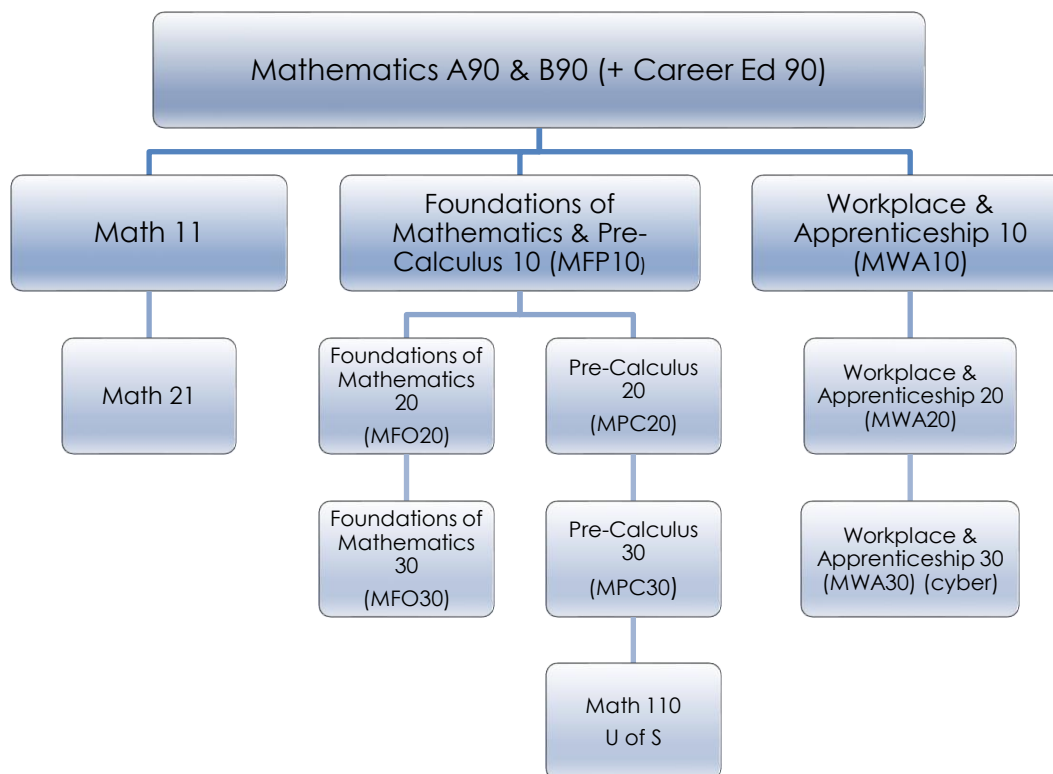 Mathematics A90 & B90 (+ Career Ed 90)
Math 11
Foundations of
Mathematics & Pre-
Calculus 10 (MFP10)
Workplace &
Apprenticeship 10
(MWA10)
Math 21
Foundations of
Mathematics
20
(MFO20)
Pre-Calculus
20
(MPC20)
Workplace &
Apprenticeship 20
(MWA20)
Foundations of
Mathematics
30
(MFO30)
Pre-Calculus
30
(MPC30)
Workplace &
Apprenticeship 30
(MWA30) (cyber)
Math 110
U of S